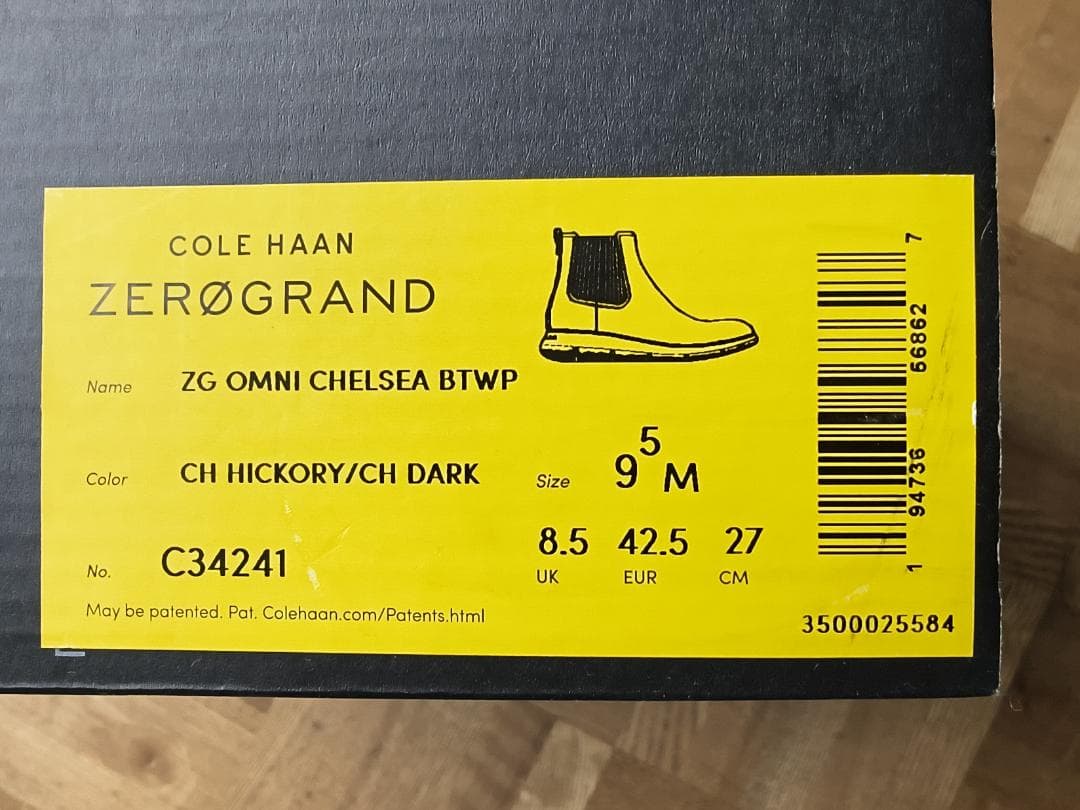 COLE HAAN
ZERØGRAND
Name ZG OMNI CHELSEA BTWP
Color CH HICKORY/CH DARK
Size 9 5 M
8.5 42.5 27
UK EUR CM
No. C34241
May be patented. Pat. Colehaan.com/Patents.html
1 94736 66862 7
3500025584